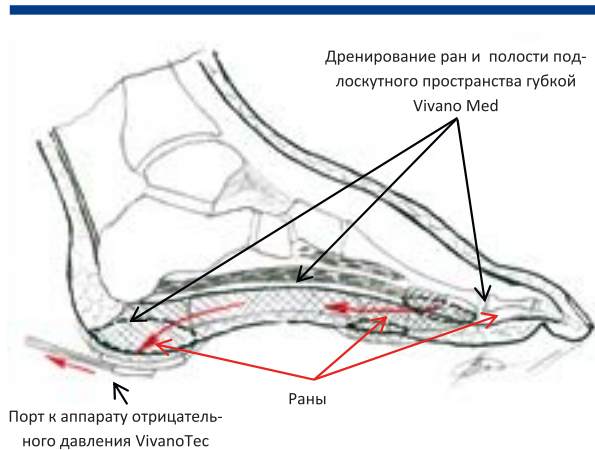 Дренирование ран и полости под-
лоскутного пространства губкой
Vivano Med
Раны
Порт к аппарату отрицатель-
ного давления VivanoTec